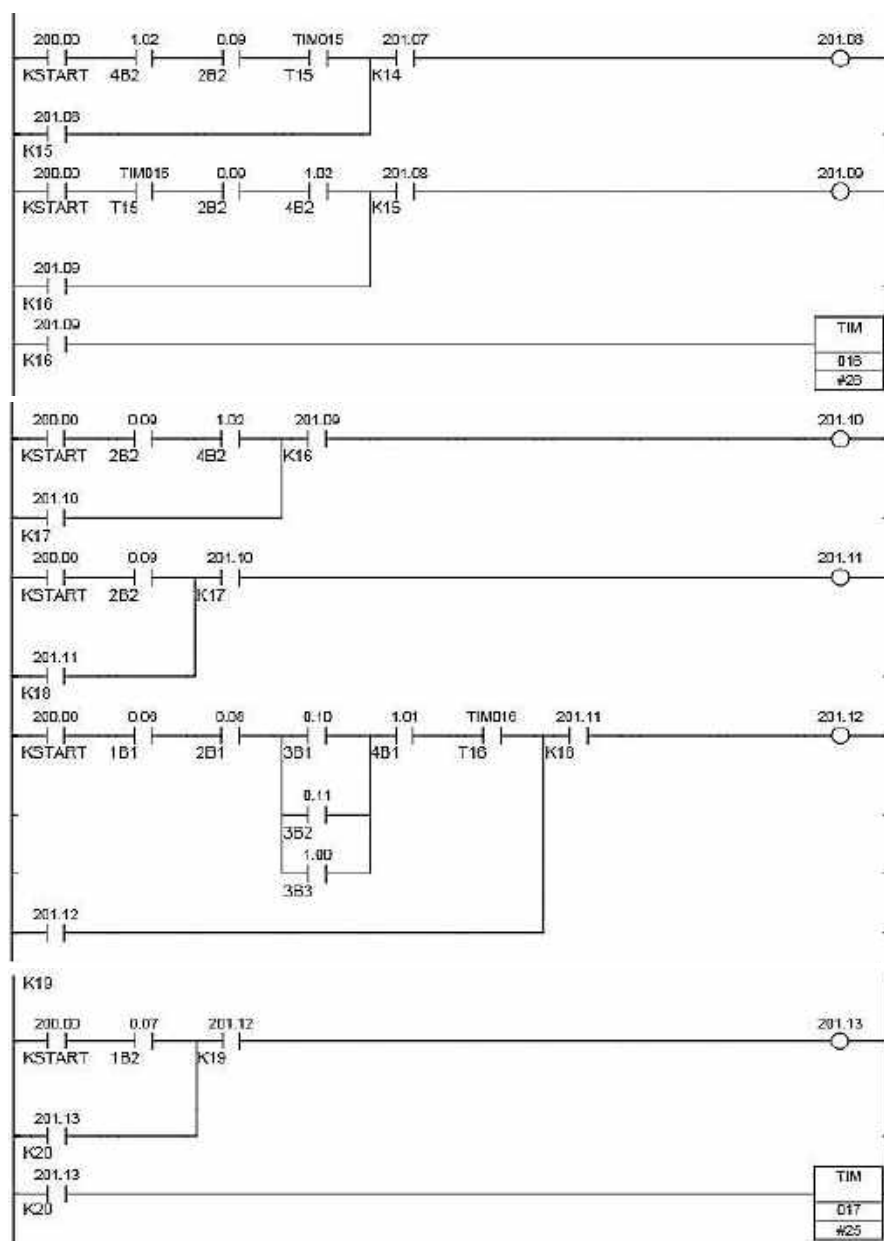 200.00 1.02 0.09 TIM015 201.07 201.08
KSTART 4B2 2B2 T15 K14
201.08
K15
200.00 TIM015 0.09 1.02 201.08 201.09
KSTART T15 2B2 4B2 K15
201.09
K16
201.09 TIM
K16 016
#28
200.00 0.09 1.02 201.09 201.10
KSTART 2B2 4B2 K16
201.10
K17
200.00 0.09 201.10 201.11
KSTART 2B2 K17
201.11
K18
200.00 0.06 0.08 0.10 1.01 TIM016 201.11 201.12
KSTART 1B1 2B1 3B1 4B1 T16 K18
0.11
3B2
1.00
3B3
201.12
K19
200.00 0.07 201.12 201.13
KSTART 1B2 K19
201.13
K20
201.13 TIM
K20 017
#25